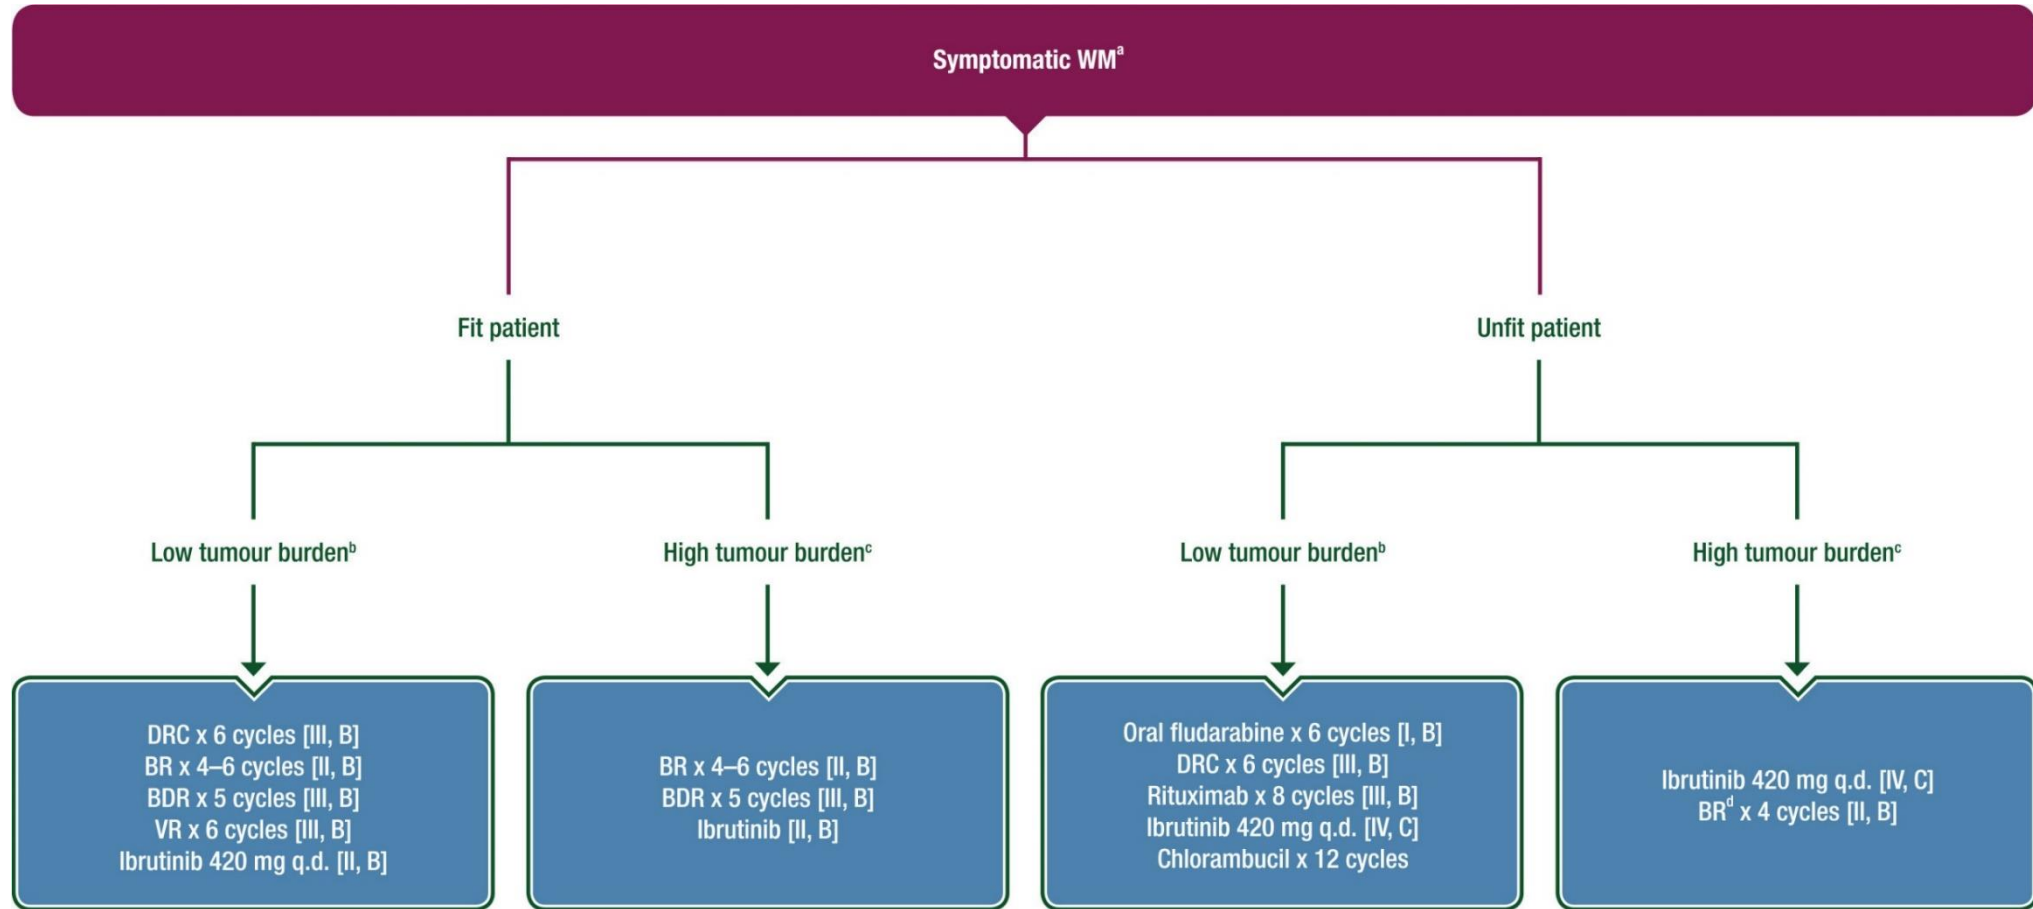 Symptomatic WMᵃ
Fit patient
Unfit patient
Low tumour burdenᵇ
High tumour burdenᶜ
Low tumour burdenᵇ
High tumour burdenᶜ
DRC x 6 cycles [III, B]
BR x 4–6 cycles [II, B]
BDR x 5 cycles [III, B]
VR x 6 cycles [III, B]
Ibrutinib 420 mg q.d. [II, B]
BR x 4–6 cycles [II, B]
BDR x 5 cycles [III, B]
Ibrutinib [II, B]
Oral fludarabine x 6 cycles [I, B]
DRC x 6 cycles [III, B]
Rituximab x 8 cycles [III, B]
Ibrutinib 420 mg q.d. [IV, C]
Chlorambucil x 12 cycles
Ibrutinib 420 mg q.d. [IV, C]
BRᵈ x 4 cycles [II, B]